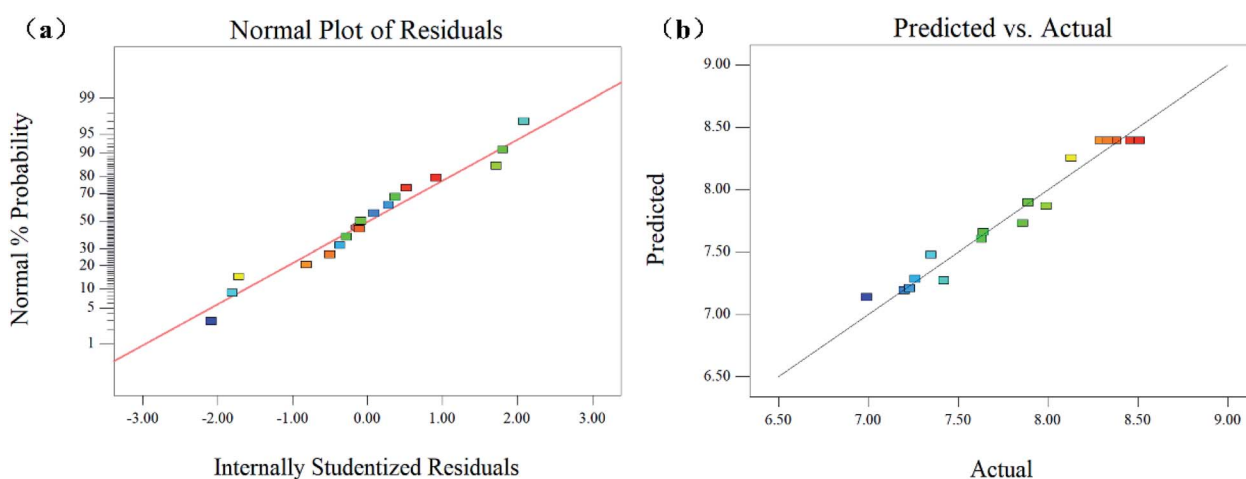 (a)
Normal Plot of Residuals
Normal % Probability
99
95
90
80
70
50
30
20
10
5
1
-3.00 -2.00 -1.00 0.00 1.00 2.00 3.00
Internally Studentized Residuals
(b)
Predicted vs. Actual
Predicted
9.00
8.50
8.00
7.50
7.00
6.50
6.50 7.00 7.50 8.00 8.50 9.00
Actual